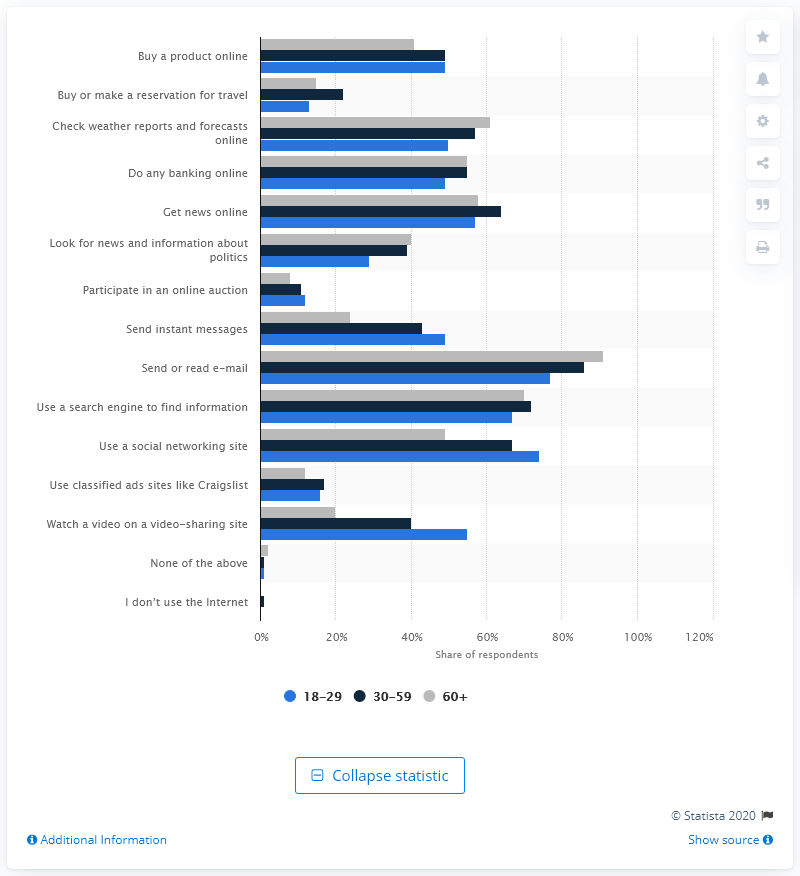 Buy a product online
Buy or make a reservation for travel
Check weather reports and forecasts
online
Do any banking online
Get news online
Look for news and information about
politics
Participate in an online auction
Send instant messages
Send or read e-mail
Use a search engine to find information
Use a social networking site
Use classified ads sites like Craigslist
Watch a video on a video-sharing site
None of the above
I don't use the Internet
0% 20% 40% 60% 80% 100% 120%
Share of respondents
18-29 30-59 60+
Collapse statistic
© Statista 2020
Additional Information Show source